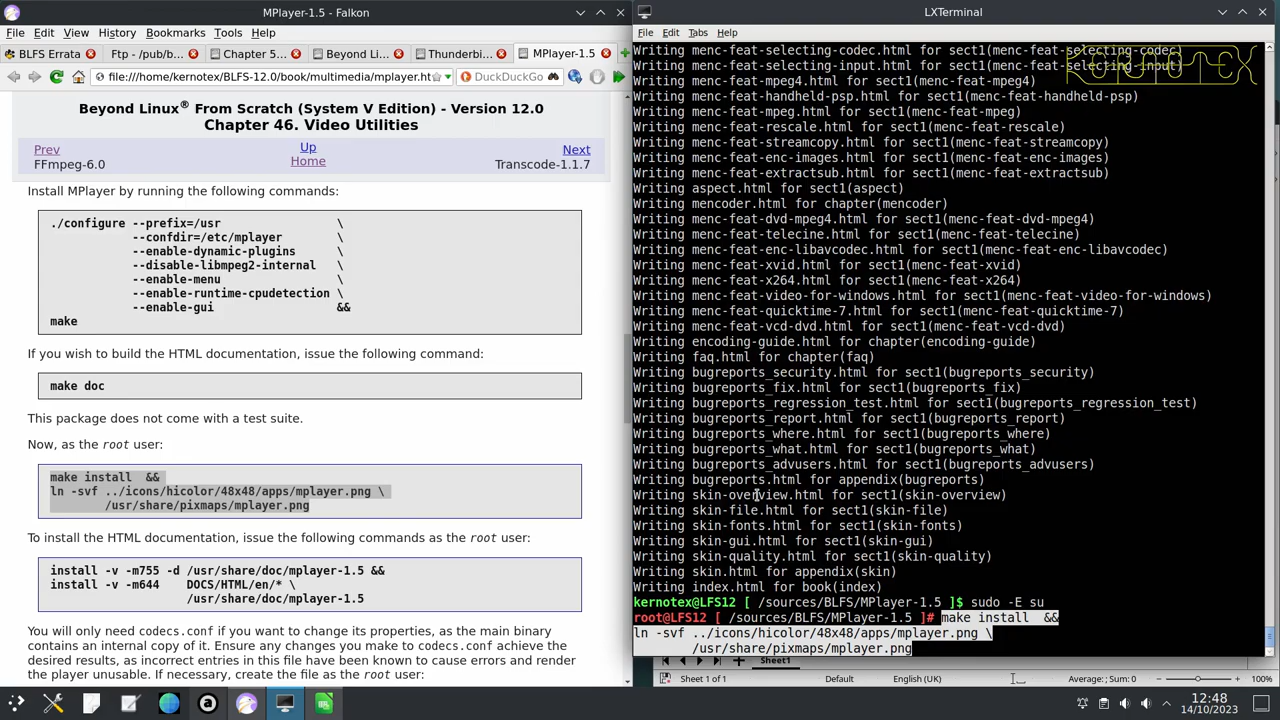 MPlayer-1.5 - Falkon
File Edit View History Bookmarks Tools Help
BLFS Errata
Ftp - /pub/b...
Chapter 5...
Beyond Li...
Thunderbi...
MPlayer-1.5
file:///home/kernotex/BLFS-12.0/book/multimedia/mplayer.ht
DuckDuckGo
Beyond Linux® From Scratch (System V Edition) - Version 12.0
Chapter 46. Video Utilities
Prev Up Next
FFmpeg-6.0 Home Transcode-1.1.7
Install MPlayer by running the following commands:
./configure --prefix=/usr \
--confdir=/etc/mplayer \
--enable-dynamic-plugins \
--disable-libmpeg2-internal \
--enable-menu \
--enable-runtime-cpudetection \
--enable-gui &&
make
If you wish to build the HTML documentation, issue the following command:
make doc
This package does not come with a test suite.
Now, as the root user:
make install &&
ln -svf ../icons/hicolor/48x48/apps/mplayer.png \
/usr/share/pixmaps/mplayer.png
To install the HTML documentation, issue the following commands as the root user:
install -v -m755 -d /usr/share/doc/mplayer-1.5 &&
install -v -m644 DOCS/HTML/en/* \
/usr/share/doc/mplayer-1.5
You will only need codecs.conf if you want to change its properties, as the main binary
contains an internal copy of it. Ensure any changes you make to codecs.conf achieve the
desired results, as incorrect entries in this file have been known to cause errors and render
the player unusable. If necessary, create the file as the root user:
LXTerminal
File Edit Tabs Help
KERNOTEX
Writing menc-feat-selecting-codec.html for sect1(menc-feat-selecting-codec)
Writing menc-feat-selecting-input.html for sect1(menc-feat-selecting-input)
Writing menc-feat-mpeg4.html for sect1(menc-feat-mpeg4)
Writing menc-feat-handheld-psp.html for sect1(menc-feat-handheld-psp)
Writing menc-feat-mpeg.html for sect1(menc-feat-mpeg)
Writing menc-feat-rescale.html for sect1(menc-feat-rescale)
Writing menc-feat-streamcopy.html for sect1(menc-feat-streamcopy)
Writing menc-feat-enc-images.html for sect1(menc-feat-enc-images)
Writing menc-feat-extractsub.html for sect1(menc-feat-extractsub)
Writing aspect.html for sect1(aspect)
Writing mencoder.html for chapter(mencoder)
Writing menc-feat-dvd-mpeg4.html for sect1(menc-feat-dvd-mpeg4)
Writing menc-feat-telecine.html for sect1(menc-feat-telecine)
Writing menc-feat-enc-libavcodec.html for sect1(menc-feat-enc-libavcodec)
Writing menc-feat-xvid.html for sect1(menc-feat-xvid)
Writing menc-feat-x264.html for sect1(menc-feat-x264)
Writing menc-feat-video-for-windows.html for sect1(menc-feat-video-for-windows)
Writing menc-feat-quicktime-7.html for sect1(menc-feat-quicktime-7)
Writing menc-feat-vcd-dvd.html for sect1(menc-feat-vcd-dvd)
Writing encoding-guide.html for chapter(encoding-guide)
Writing faq.html for chapter(faq)
Writing bugreports_security.html for sect1(bugreports_security)
Writing bugreports_fix.html for sect1(bugreports_fix)
Writing bugreports_regression_test.html for sect1(bugreports_regression_test)
Writing bugreports_report.html for sect1(bugreports_report)
Writing bugreports_where.html for sect1(bugreports_where)
Writing bugreports_what.html for sect1(bugreports_what)
Writing bugreports_advusers.html for sect1(bugreports_advusers)
Writing bugreports.html for appendix(bugreports)
Writing skin-overview.html for sect1(skin-overview)
Writing skin-file.html for sect1(skin-file)
Writing skin-fonts.html for sect1(skin-fonts)
Writing skin-gui.html for sect1(skin-gui)
Writing skin-quality.html for sect1(skin-quality)
Writing skin.html for appendix(skin)
Writing index.html for book(index)
kernotex@LFS12 [ /sources/BLFS/MPlayer-1.5 ]$ sudo -E su
root@LFS12 [ /sources/BLFS/MPlayer-1.5 ]# make install &&
ln -svf ../icons/hicolor/48x48/apps/mplayer.png \
/usr/share/pixmaps/mplayer.png
Sheet1
Sheet 1 of 1 Default English (UK) Average: ; Sum: 0 100%
12:48
14/10/2023